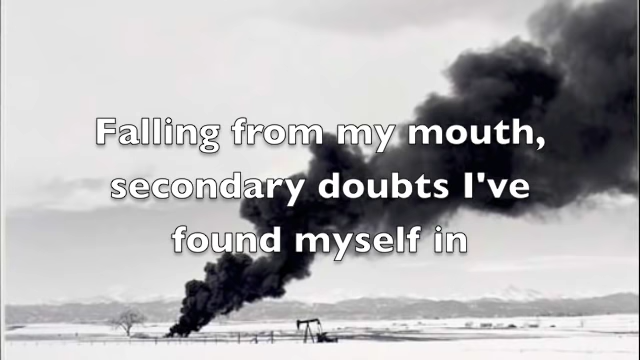 Falling from my mouth,
secondary doubts I've
found myself in